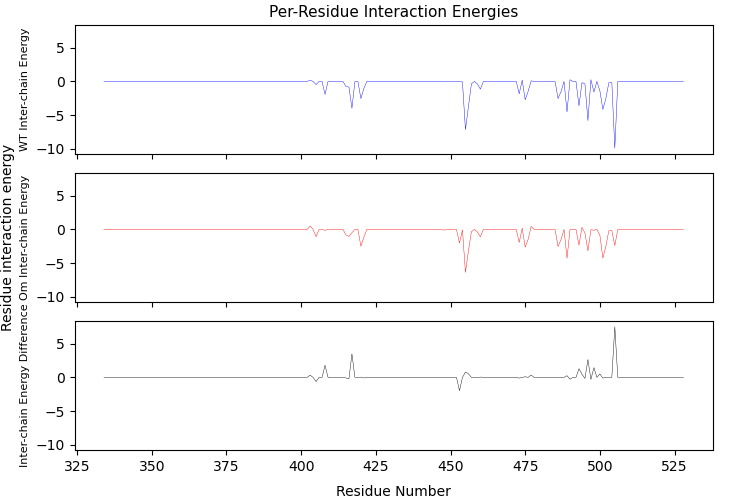 Per-Residue Interaction Energies
Residue interaction energy
WT Inter-chain Energy
5
0
−5
−10
Om Inter-chain Energy
5
0
−5
−10
Inter-chain Energy Difference
5
0
−5
−10
325 350 375 400 425 450 475 500 525
Residue Number